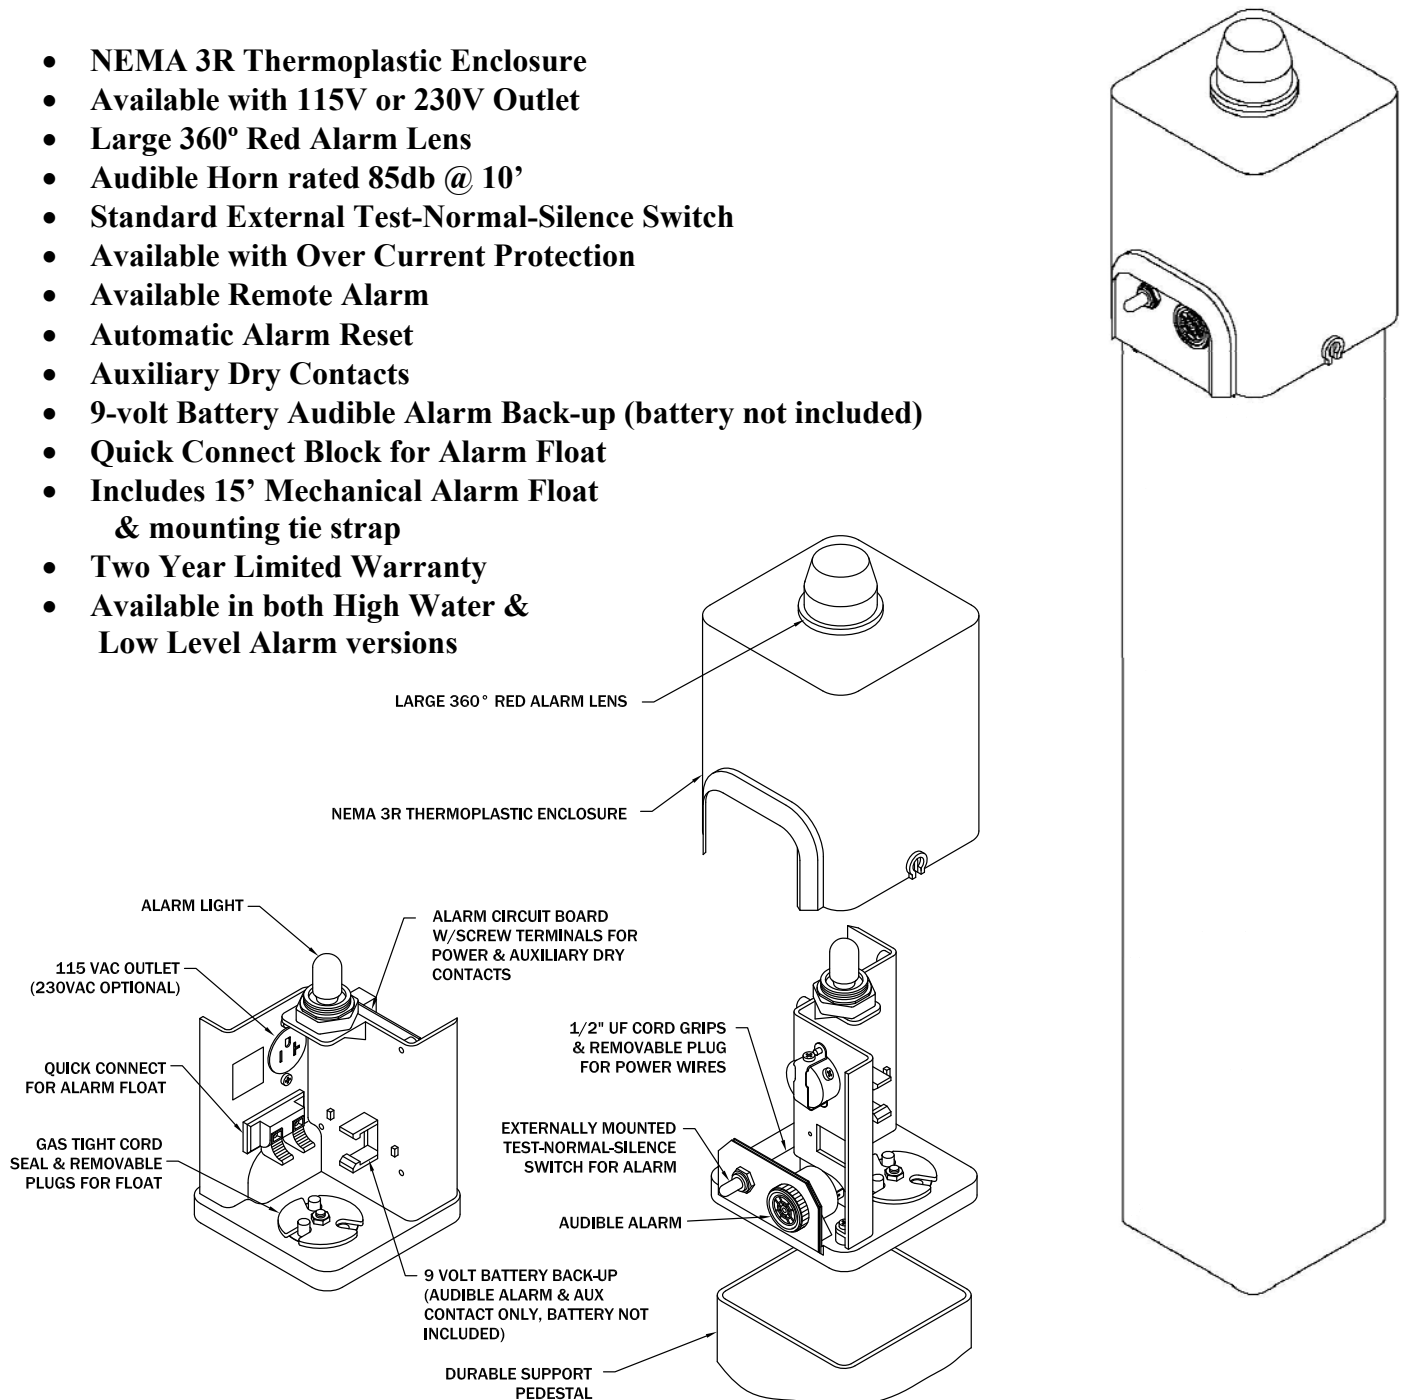 • NEMA 3R Thermoplastic Enclosure
• Available with 115V or 230V Outlet
• Large 360º Red Alarm Lens
• Audible Horn rated 85db @ 10’
• Standard External Test-Normal-Silence Switch
• Available with Over Current Protection
• Available Remote Alarm
• Automatic Alarm Reset
• Auxiliary Dry Contacts
• 9-volt Battery Audible Alarm Back-up (battery not included)
• Quick Connect Block for Alarm Float
• Includes 15’ Mechanical Alarm Float
& mounting tie strap
• Two Year Limited Warranty
• Available in both High Water &
Low Level Alarm versions
LARGE 360° RED ALARM LENS
NEMA 3R THERMOPLASTIC ENCLOSURE
ALARM LIGHT
115 VAC OUTLET
(230VAC OPTIONAL)
QUICK CONNECT
FOR ALARM FLOAT
GAS TIGHT CORD
SEAL & REMOVABLE
PLUGS FOR FLOAT
ALARM CIRCUIT BOARD
W/SCREW TERMINALS FOR
POWER & AUXILIARY DRY
CONTACTS
9 VOLT BATTERY BACK-UP
(AUDIBLE ALARM & AUX
CONTACT ONLY, BATTERY NOT
INCLUDED)
1/2" UF CORD GRIPS
& REMOVABLE PLUG
FOR POWER WIRES
EXTERNALLY MOUNTED
TEST-NORMAL-SILENCE
SWITCH FOR ALARM
AUDIBLE ALARM
DURABLE SUPPORT
PEDESTAL